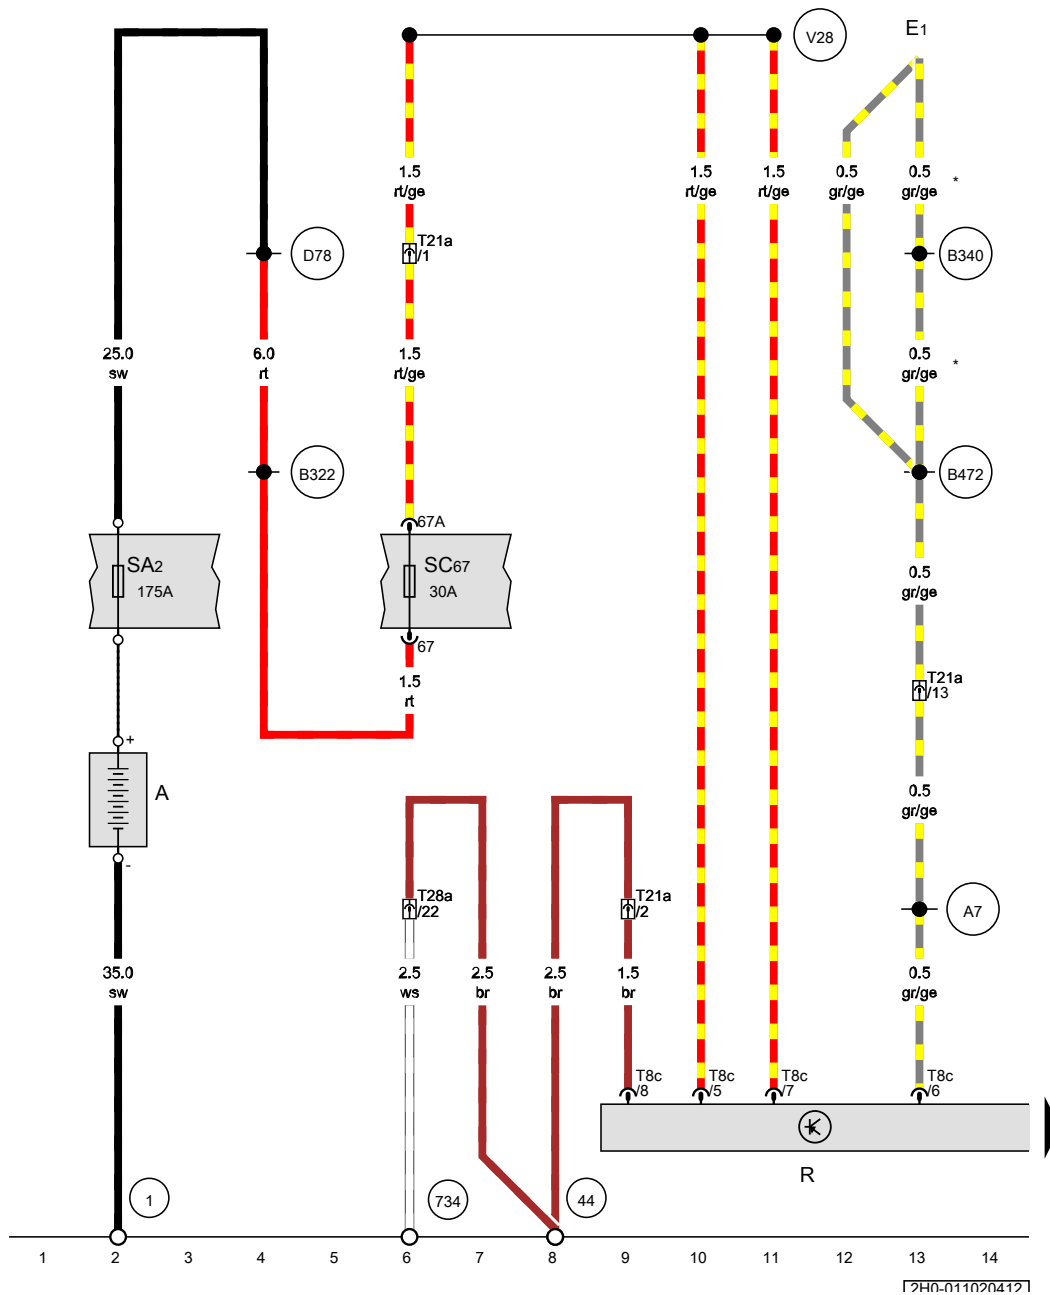 V28
E1
1.5
rt/ge
1.5
rt/ge
1.5
rt/ge
0.5
gr/ge
0.5
gr/ge
*
D78
T21a
/1
B340
25.0
sw
6.0
rt
1.5
rt/ge
0.5
gr/ge
*
B322
B472
67A
SA2
175A
SC67
30A
0.5
gr/ge
67
1.5
rt
T21a
/13
+
A
0.5
gr/ge
-
T28a
/22
T21a
/2
A7
35.0
sw
2.5
ws
2.5
br
2.5
br
1.5
br
0.5
gr/ge
T8c
/8
T8c
/5
T8c
/7
T8c
/6
R
1
734
44
1 2 3 4 5 6 7 8 9 10 11 12 13 14
2H0-011020412